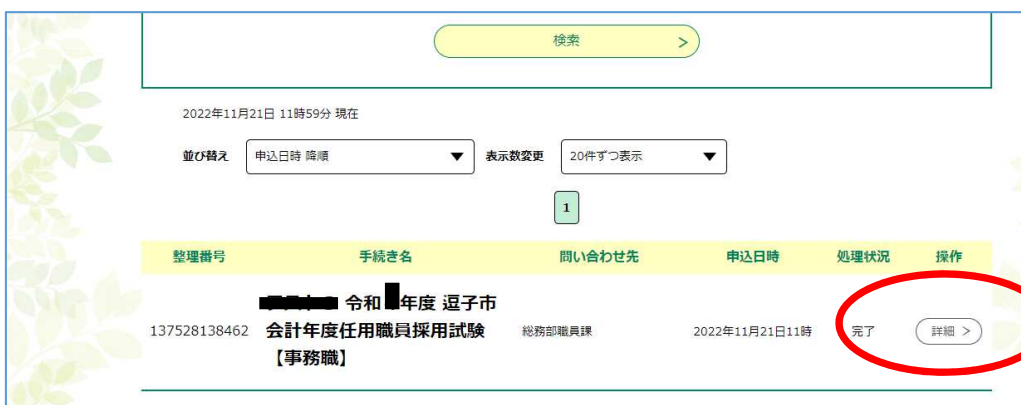 検索 >
2022年11月21日 11時59分 現在
並び替え 申込日時 降順 ▼ 表示数変更 20件ずつ表示 ▼
1
整理番号 手続き名 問い合わせ先 申込日時 処理状況 操作
令和 年度 逗子市
137528138462 会計年度任用職員採用試験 総務部職員課 2022年11月21日11時 完了 詳細 >
【事務職】